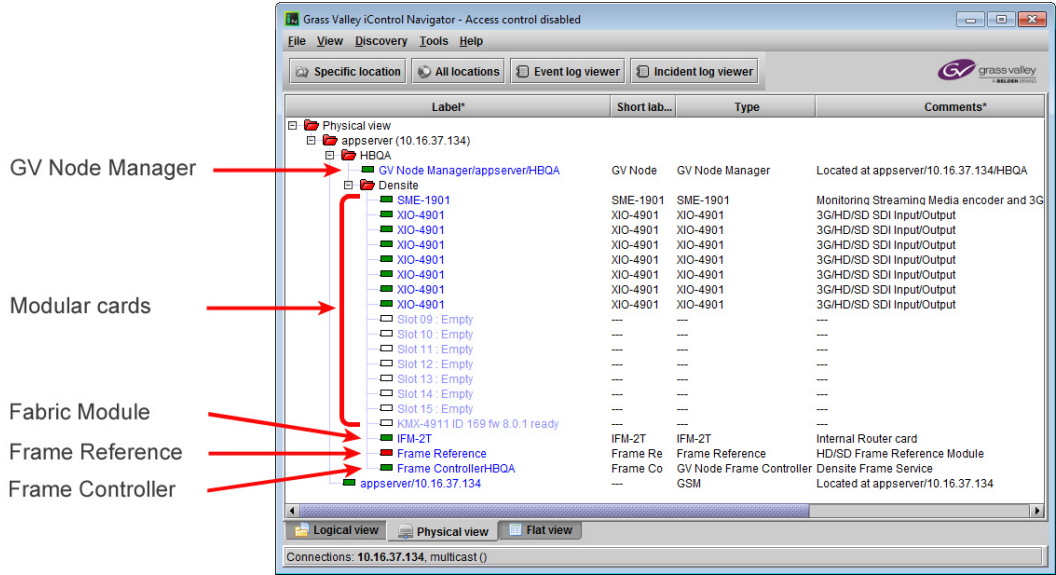 Grass Valley iControl Navigator - Access control disabled
File View Discovery Tools Help
Specific location All locations Event log viewer Incident log viewer
GV grass valley
A BELDEN BRAND
Label* Short lab... Type Comments*
Physical view
appserver (10.16.37.134)
HBQA
GV Node Manager
GV Node Manager/appserver/HBQA GV Node GV Node Manager Located at appserver/10.16.37.134/HBQA
Densite
SME-1901 SME-1901 SME-1901 Monitoring Streaming Media encoder and 3G
XIO-4901 XIO-4901 XIO-4901 3G/HD/SD SDI Input/Output
XIO-4901 XIO-4901 XIO-4901 3G/HD/SD SDI Input/Output
XIO-4901 XIO-4901 XIO-4901 3G/HD/SD SDI Input/Output
XIO-4901 XIO-4901 XIO-4901 3G/HD/SD SDI Input/Output
XIO-4901 XIO-4901 XIO-4901 3G/HD/SD SDI Input/Output
XIO-4901 XIO-4901 XIO-4901 3G/HD/SD SDI Input/Output
XIO-4901 XIO-4901 XIO-4901 3G/HD/SD SDI Input/Output
Modular cards
Slot 09 : Empty --- --- ---
Slot 10 : Empty --- --- ---
Slot 11 : Empty --- --- ---
Slot 12 : Empty --- --- ---
Slot 13 : Empty --- --- ---
Slot 14 : Empty --- --- ---
Slot 15 : Empty --- --- ---
KMX-4911 ID 169 fw 8.0.1 ready --- --- ---
Fabric Module
IFM-2T IFM-2T IFM-2T Internal Router card
Frame Reference
Frame Reference Frame Re Frame Reference HD/SD Frame Reference Module
Frame Controller
Frame ControllerHBQA Frame Co GV Node Frame Controller Densite Frame Service
appserver/10.16.37.134 --- GSM Located at appserver/10.16.37.134
Logical view Physical view Flat view
Connections: 10.16.37.134, multicast ()